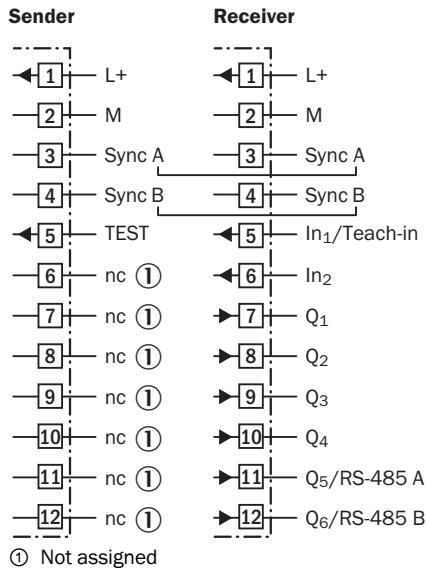 Sender Receiver
1 L+ 1 L+
2 M 2 M
3 Sync A 3 Sync A
4 Sync B 4 Sync B
5 TEST 5 In₁/Teach-in
6 nc ① 6 In₂
7 nc ① 7 Q₁
8 nc ① 8 Q₂
9 nc ① 9 Q₃
10 nc ① 10 Q₄
11 nc ① 11 Q₅/RS-485 A
12 nc ① 12 Q₆/RS-485 B
① Not assigned